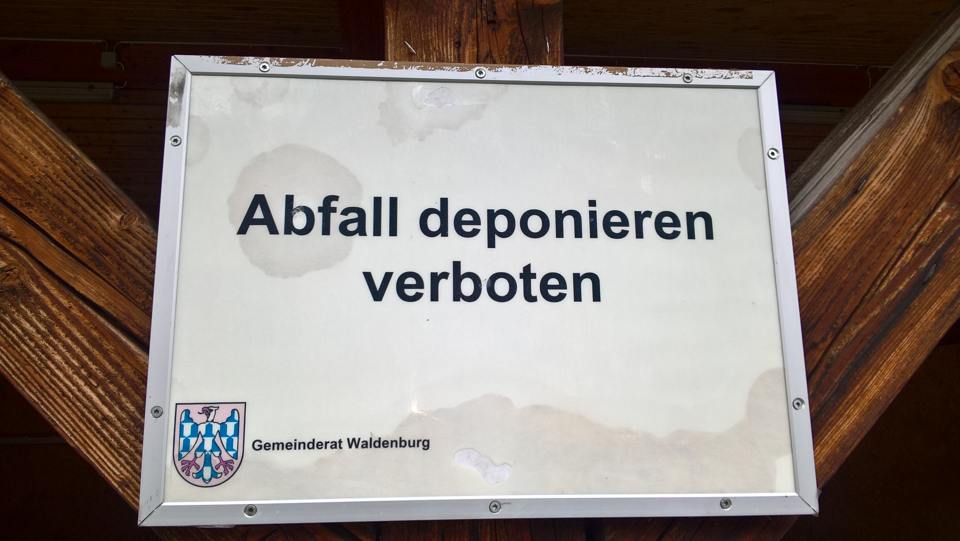 Abfall deponieren
verboten
Gemeinderat Waldenburg